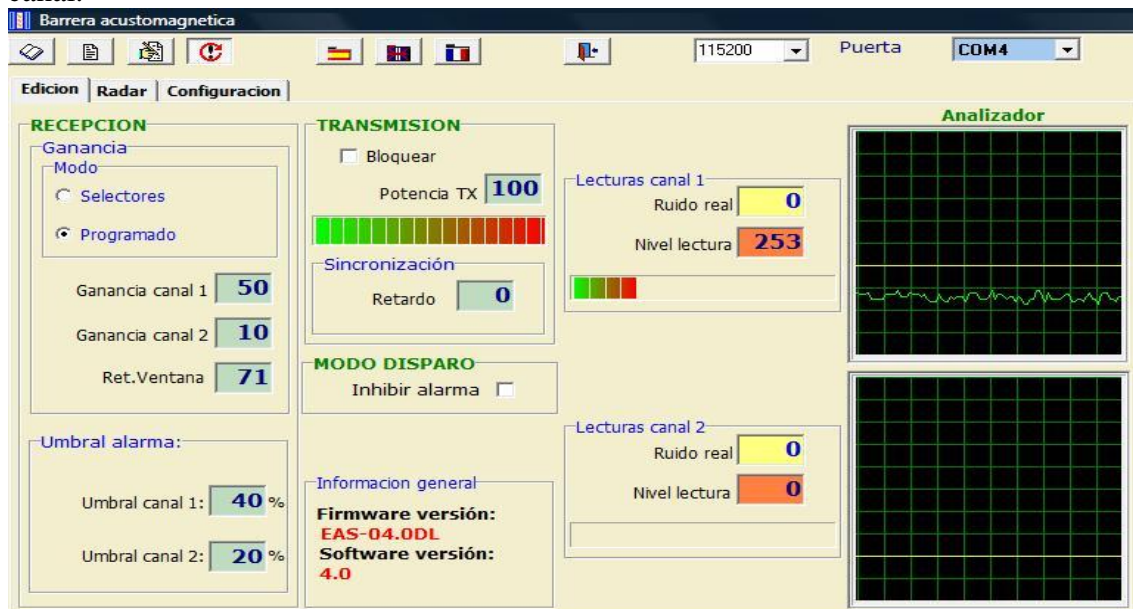 Barrera acustomagnetica
115200
Puerta
COM4
Edicion
Radar
Configuracion
RECEPCION
Ganancia
Modo
Selectores
Programado
Ganancia canal 1 50
Ganancia canal 2 10
Ret.Ventana 71
Umbral alarma:
Umbral canal 1: 40 %
Umbral canal 2: 20 %
TRANSMISION
Bloquear
Potencia TX 100
Sincronización
Retardo 0
MODO DISPARO
Inhibir alarma
Informacion general
Firmware versión:
EAS-04.0DL
Software versión:
4.0
Lecturas canal 1
Ruido real 0
Nivel lectura 253
Lecturas canal 2
Ruido real 0
Nivel lectura 0
Analizador